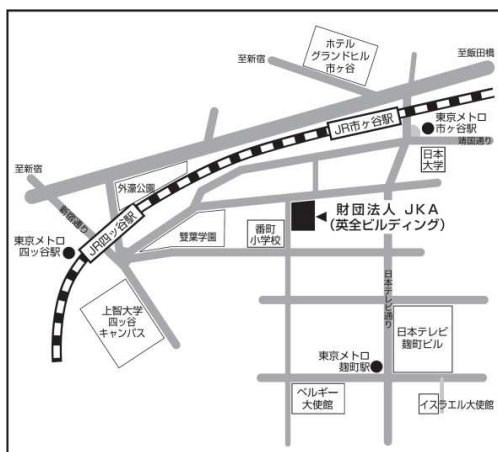 ホテル
グランドヒル
市ヶ谷
至飯田橋
至新宿
JR市ヶ谷駅
東京メトロ
市ヶ谷駅
靖国通り
日本
大学
至新宿
外濠公園
新宿通り
JR四ッ谷駅
東京メトロ
四ッ谷駅
雙葉学園
番町
小学校
財団法人 JKA
(英全ビルディング)
上智大学
四ッ谷
キャンパス
日本テレビ通り
日本テレビ
麹町ビル
東京メトロ
麹町駅
ベルギー
大使館
イスラエル大使館